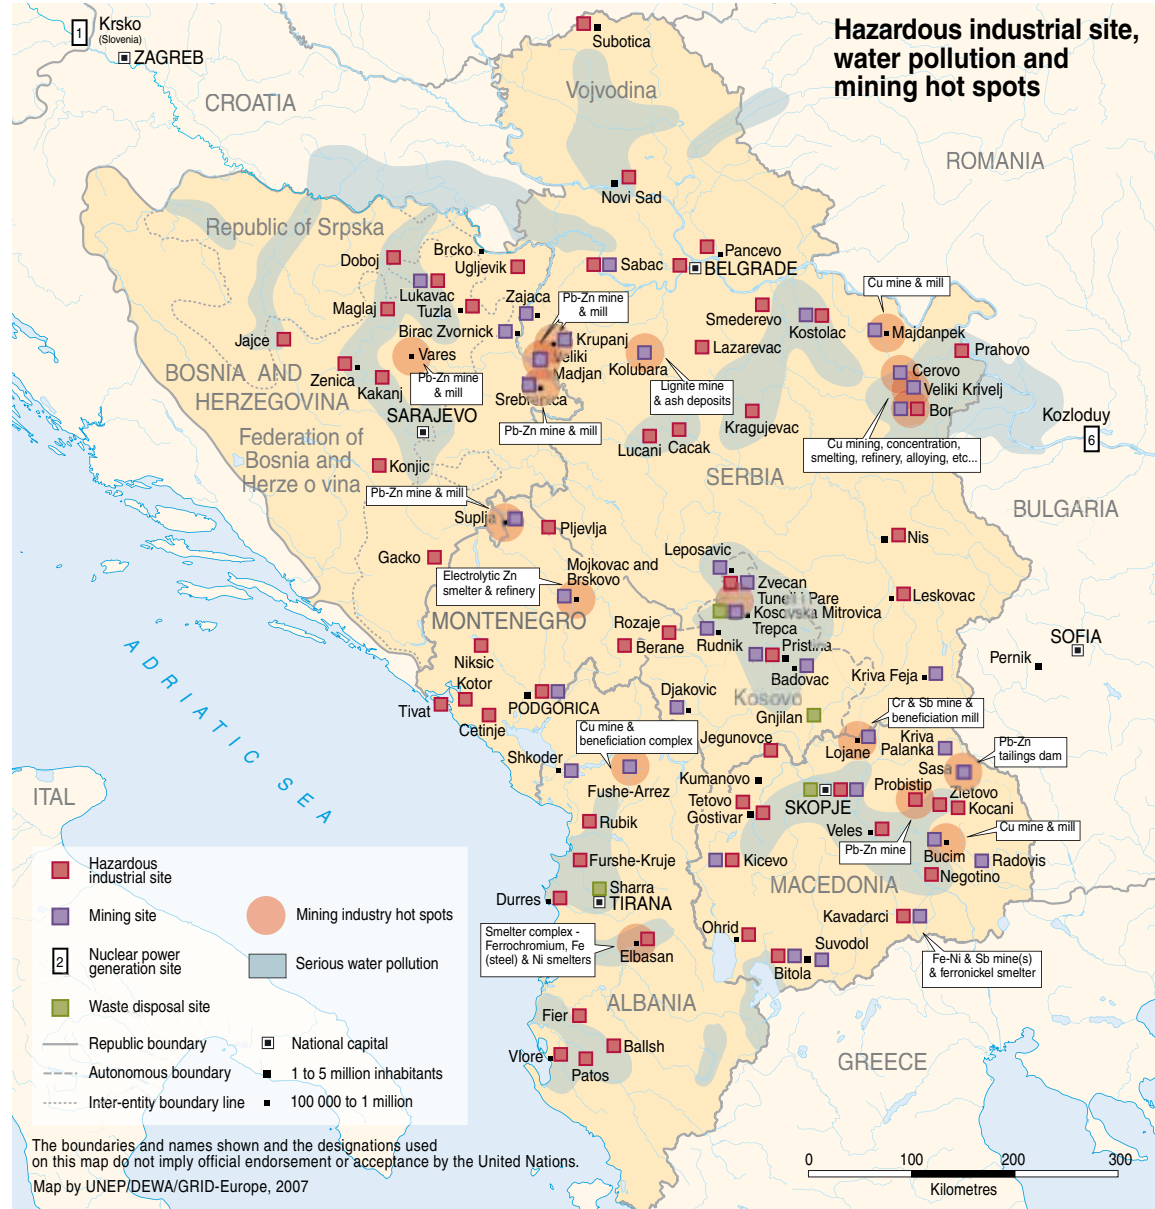 Hazardous industrial site,
water pollution and
mining hot spots
1
Krsko
(Slovenia)
ZAGREB
CROATIA
Subotica
Vojvodina
ROMANIA
Novi Sad
Republic of Srpska
Brcko
Doboj
Ugljevik
Sabac
Pancevo
BELGRADE
Lukavac
Tuzla
Maglaj
Zajaca
Pb-Zn mine
& mill
Birac Zvornick
Krupanj
Veliki
Madjan
Kolubara
Smederevo
Kostolac
Lazarevac
Cu mine & mill
Majdanpek
Prahovo
Cerovo
Veliki Krivelj
Bor
Kozloduy
6
Jajce
Vares
Zenica
Kakanj
Pb-Zn mine
& mill
BOSNIA AND
HERZEGOVINA
SARAJEVO
Srebrenica
Pb-Zn mine & mill
Lignite mine
& ash deposits
Kragujevac
Lucani
Cacak
Cu mining, concentration,
smelting, refinery, alloying, etc...
Federation of
Bosnia and
Herze o vina
Konjic
SERBIA
BULGARIA
Pb-Zn mine & mill
Suplja
Pljevlja
Nis
Gacko
Leposavic
Mojkovac and
Brskovo
Electrolytic Zn
smelter & refinery
Zvecan
Tunel i Pare
Kosovska Mitrovica
Trepca
Leskovac
MONTENEGRO
Rozaje
Berane
Rudnik
Pristina
Badovac
SOFIA
Pernik
Niksic
Kotor
Tivat
Cetinje
PODGORICA
Djakovic
Kosovo
Gnjilan
Kriva Feja
Cr & Sb mine &
beneficiation mill
ADRIATIC SEA
Cu mine &
beneficiation complex
Jegunovce
Lojane
Kriva
Palanka
Pb-Zn
tailings dam
Shkoder
Fushe-Arrez
Kumanovo
Sasa
Probistip
Zletovo
Kocani
ITAL
Tetovo
Gostivar
SKOPJE
Rubik
Veles
Cu mine & mill
Pb-Zn mine
Bucim
Radovis
Furshe-Kruje
Kicevo
Negotino
MACEDONIA
Sharra
TIRANA
Durres
Kavadarci
Smelter complex -
Ferrochromium, Fe
(steel) & Ni smelters
Elbasan
Ohrid
Suvodol
Bitola
Fe-Ni & Sb mine(s)
& ferronickel smelter
ALBANIA
Fier
Ballsh
Vlore
Patos
GREECE
Hazardous
industrial site
Mining site
Mining industry hot spots
Nuclear power
generation site
2
Serious water pollution
Waste disposal site
Republic boundary
National capital
Autonomous boundary
1 to 5 million inhabitants
Inter-entity boundary line
100 000 to 1 million
The boundaries and names shown and the designations used
on this map do not imply official endorsement or acceptance by the United Nations.
Map by UNEP/DEWA/GRID-Europe, 2007
0 100 200 300
Kilometres